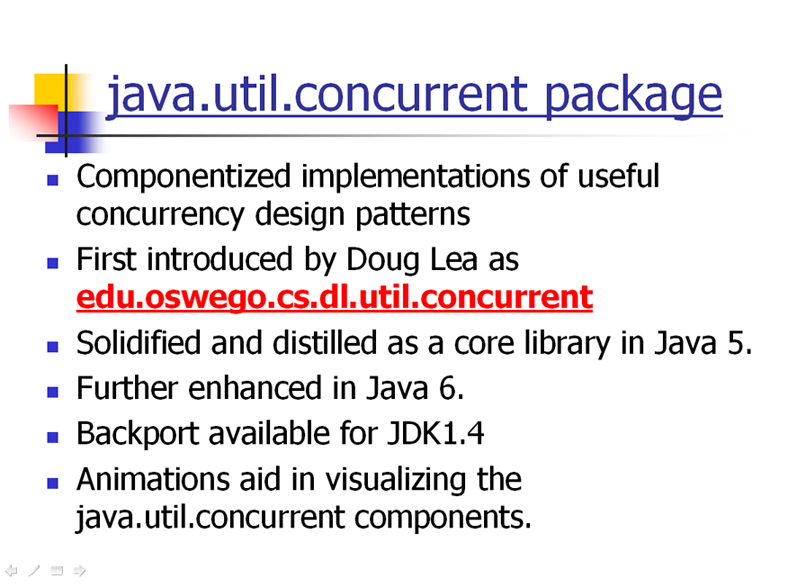 java.util.concurrent package
Componentized implementations of useful
concurrency design patterns
First introduced by Doug Lea as
edu.oswego.cs.dl.util.concurrent
Solidified and distilled as a core library in Java 5.
Further enhanced in Java 6.
Backport available for JDK1.4
Animations aid in visualizing the
java.util.concurrent components.